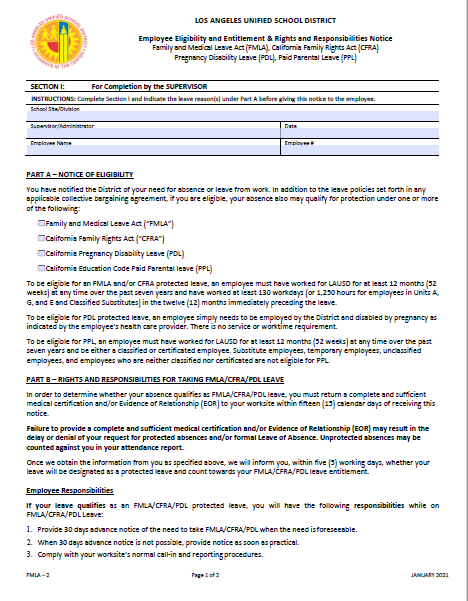 LOS ANGELES UNIFIED SCHOOL DISTRICT
Employee Eligibility and Entitlement & Rights and Responsibilities Notice
Family and Medical Leave Act (FMLA), California Family Rights Act (CFRA)
Pregnancy Disability Leave (PDL), Paid Parental Leave (PPL)
SECTION I: For Completion by the SUPERVISOR
INSTRUCTIONS: Complete Section I and indicate the leave reason(s) under Part A before giving this notice to the employee.
School Site/Division
Supervisor/Administrator Date
Employee Name Employee #
PART A – NOTICE OF ELIGIBILITY
You have notified the District of your need for absence or leave from work. In addition to the leave policies set forth in any
applicable collective bargaining agreement, if you are eligible, your absence may also qualify for protection under one or more
of the following:
Family and Medical Leave Act ("FMLA")
California Family Rights Act ("CFRA")
California Pregnancy Disability Leave (PDL)
California Education Code Paid Parental leave (PPL)
To be eligible for an FMLA and/or CFRA protected leave, an employee must have worked for LAUSD for at least 12 months (52
weeks) at any time over the past seven years and have worked at least 130 workdays (or 1,250 hours for employees in Units A,
G, and E and Classified Substitutes) in the twelve (12) months immediately preceding the leave.
To be eligible for PDL protected leave, an employee simply needs to be employed by the District and disabled by pregnancy as
indicated by the employee's health care provider. There is no service or worktime requirement.
To be eligible for PPL, an employee must have worked for LAUSD for at least 12 months (52 weeks) at any time over the past
seven years and be either a classified or certificated employee. Substitute employees, temporary employees, unclassified
employees, and employees who are neither classified nor certificated are not eligible for PPL.
PART B – RIGHTS AND RESPONSIBILITIES FOR TAKING FMLA/CFRA/PDL LEAVE
In order to determine whether your absence qualifies as FMLA/CFRA/PDL leave, you must return a complete and sufficient
medical certification and/or Evidence of Relationship (EOR) to your worksite within fifteen (15) calendar days of receiving this
notice.
Failure to provide a complete and sufficient medical certification and/or Evidence of Relationship (EOR) may result in the
delay or denial of your request for protected absences and/or formal Leave of Absence. Unprotected absences may be
counted against you in your attendance report.
Once we obtain the information from you as specified above, we will inform you, within five (5) working days, whether your
leave will be designated as a protected leave and count towards your FMLA/CFRA/PDL leave entitlement.
Employee Responsibilities
If your leave qualifies as an FMLA/CFRA/PDL protected leave, you will have the following responsibilities while on
FMLA/CFRA/PDL Leave:
1. Provide 30 days advance notice of the need to take FMLA/CFRA/PDL when the need is foreseeable.
2. When 30 days advance notice is not possible, provide notice as soon as practical.
3. Comply with your worksite's normal call-in and reporting procedures.
FMLA – 2 Page 1 of 2 JANUARY 2021